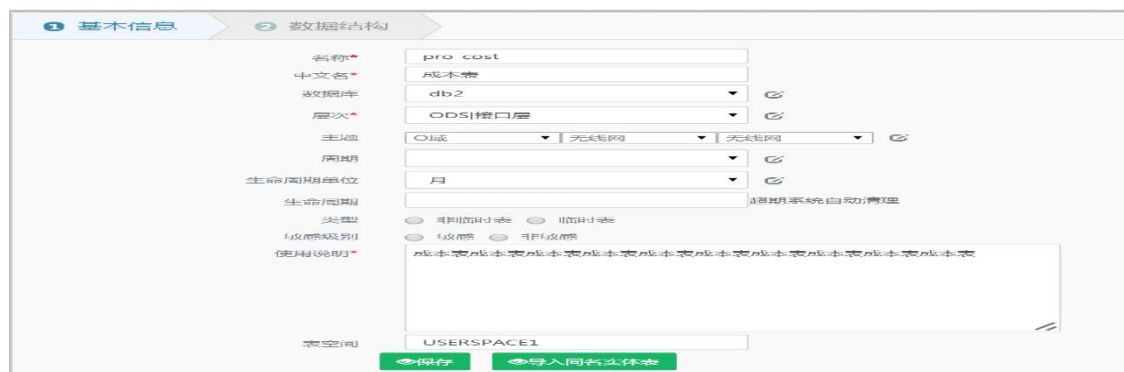 1 基本信息 2 数据结构
名称* pro cost
中文名* 成本表
数据库 db2
层次* ODS|接口层
主题 O域 无线网 无线网
周期
生命周期单位 月
生命周期 超期系统自动清理
类型 非临时表 临时表
敏感级别 敏感 非敏感
使用说明* 成本表成本表成本表成本表成本表成本表成本表成本表成本表成本表成本表
表空间 USERSPACE1
保存 导入同名实体表